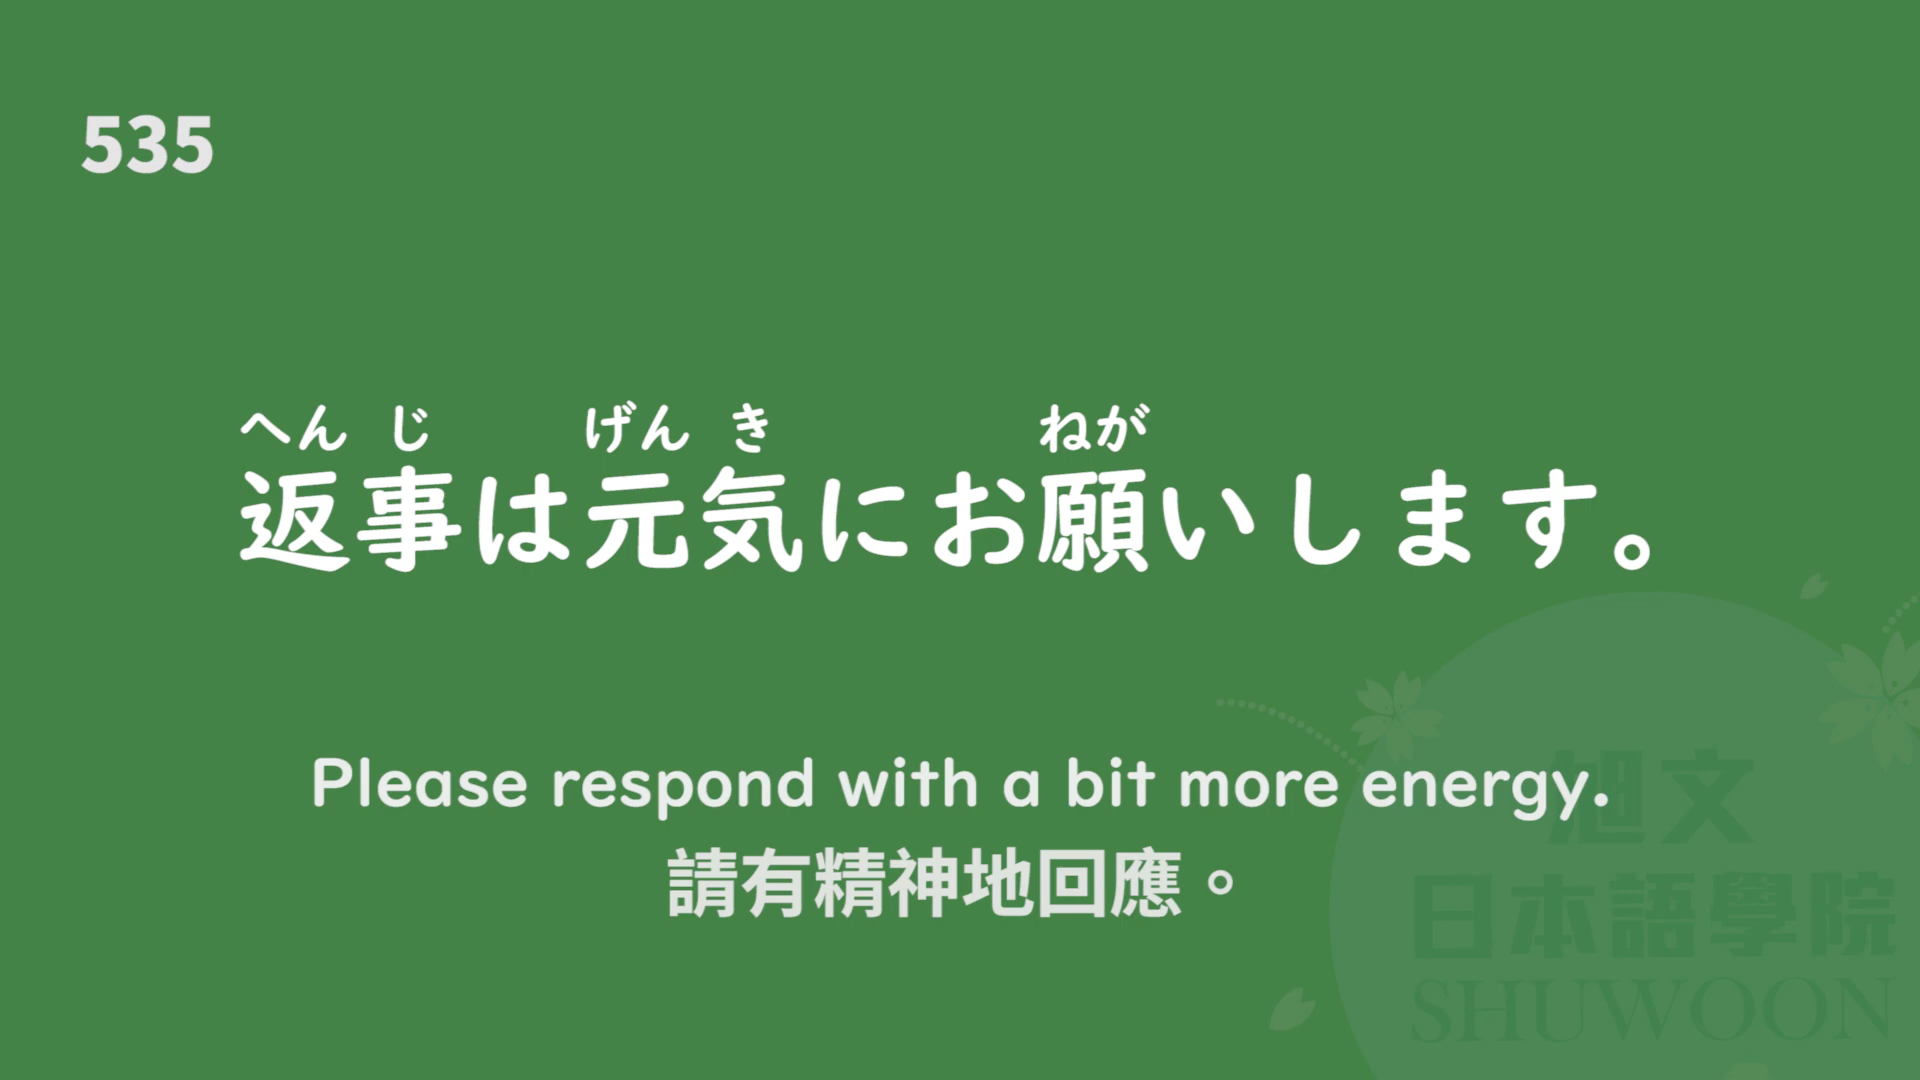 535
へんじ げんき ねが
返事は元気にお願いします。
Please respond with a bit more energy.
請有精神地回應。
旭文
日本語學院
SHUWOON